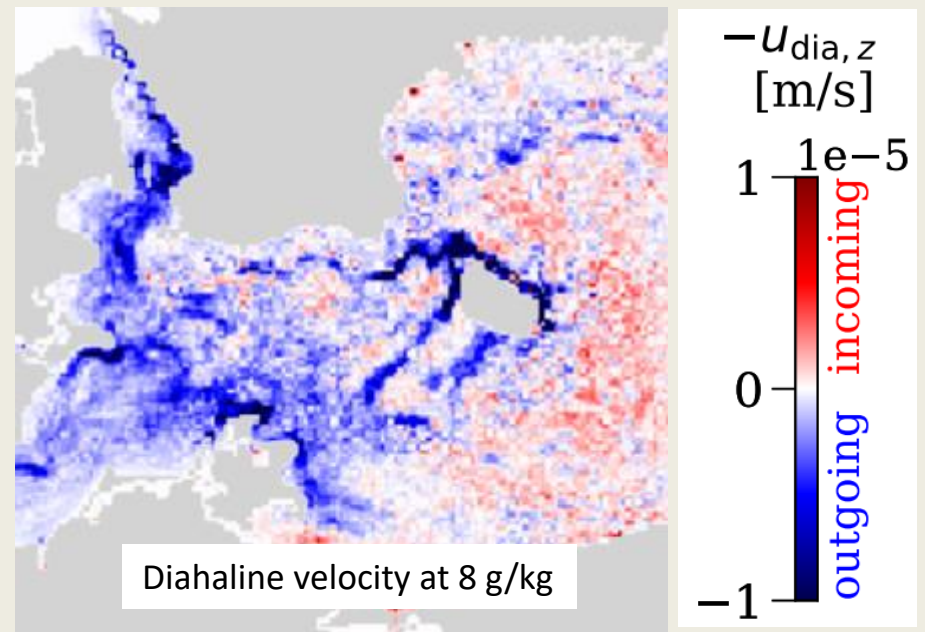 −u_dia, z
[m/s]
1e−5
1
incoming
0
outgoing
−1
Diahaline velocity at 8 g/kg